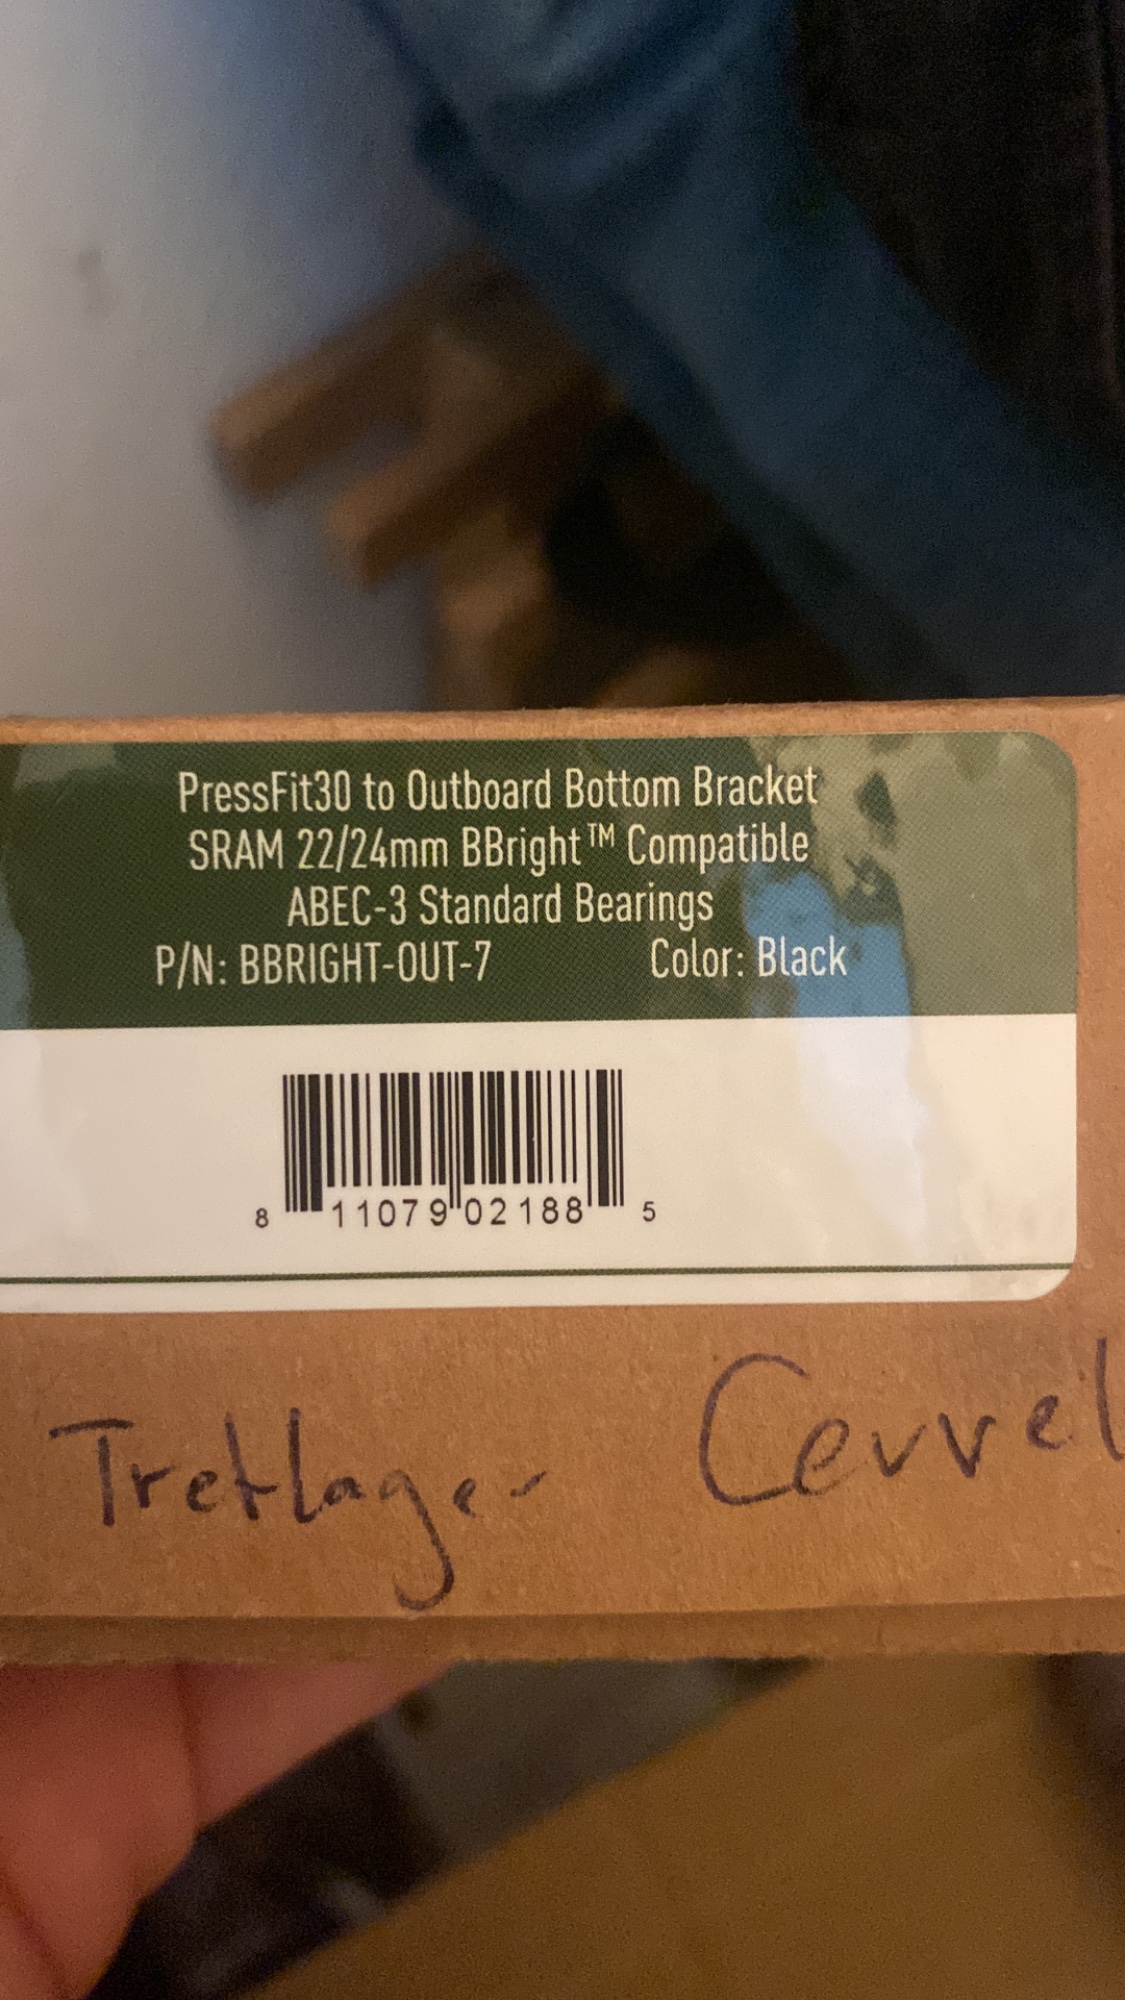 PressFit30 to Outboard Bottom Bracket
SRAM 22/24mm BBright™ Compatible
ABEC-3 Standard Bearings
P/N: BBRIGHT-OUT-7 Color: Black
8 11079 02188 5
Tretlager Cervel